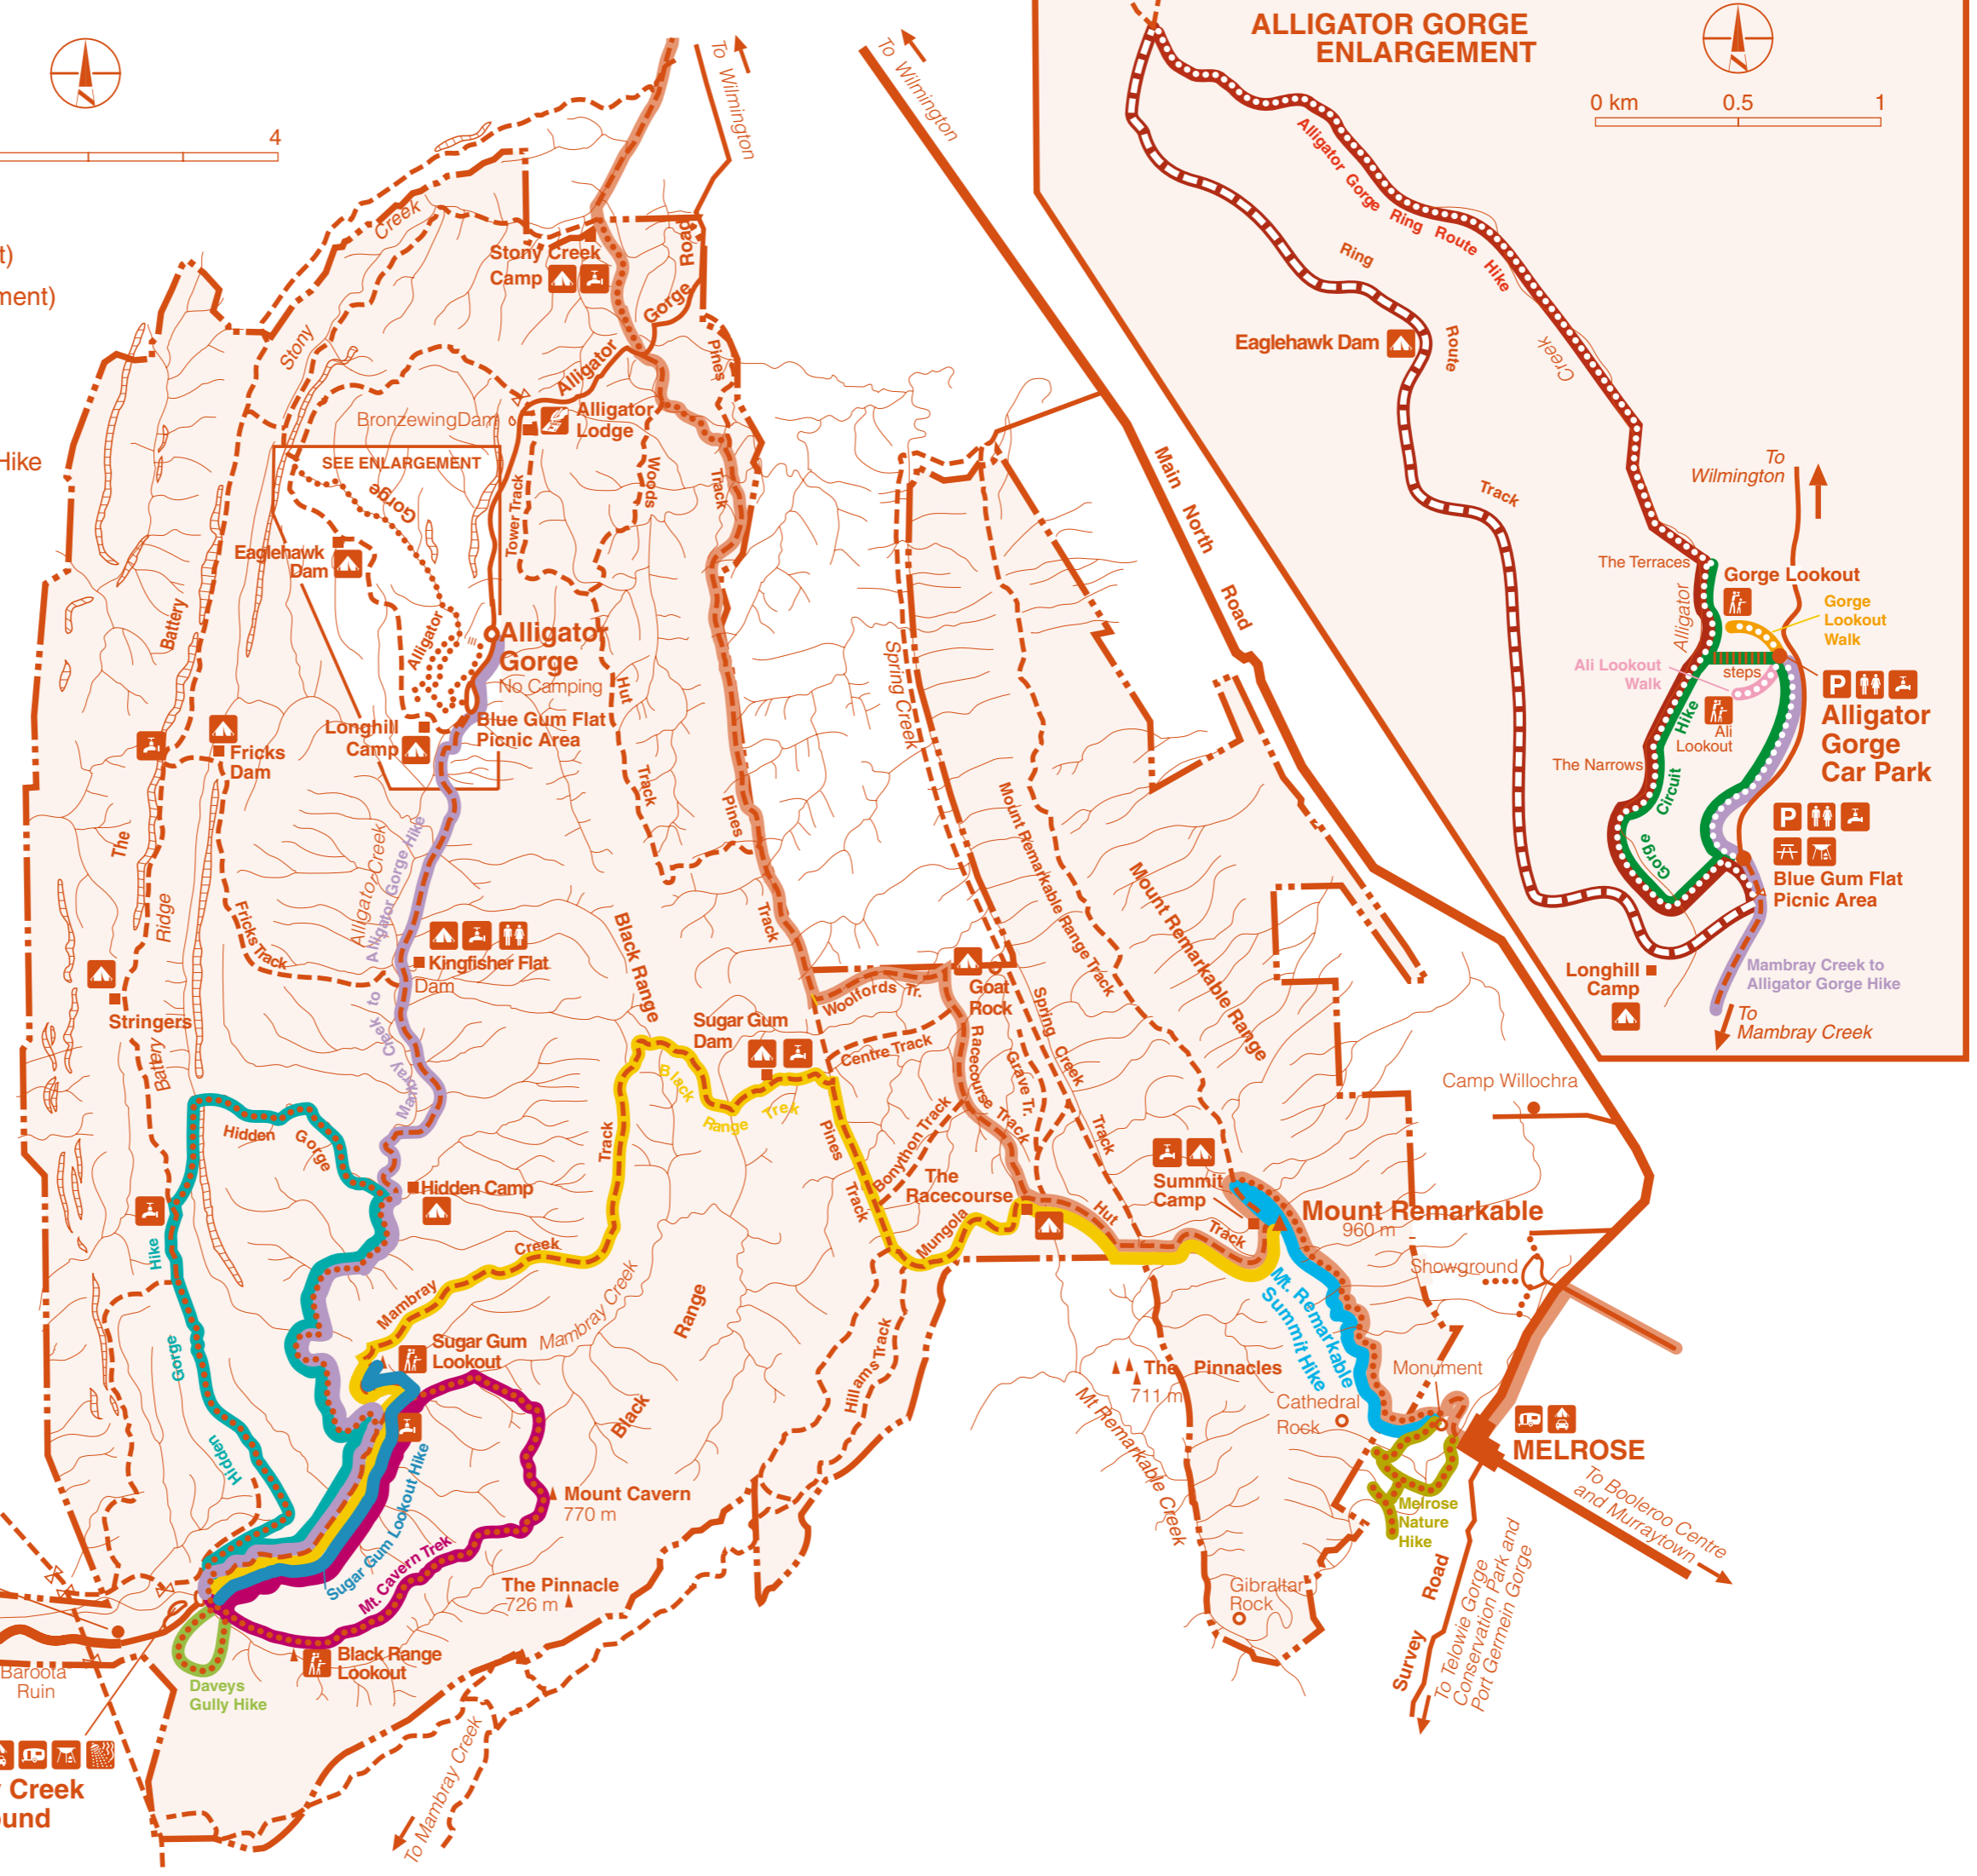 ALLIGATOR GORGE
ENLARGEMENT
0 km 0.5 1
4
To Wilmington
To Wilmington
t)
ment)
Hike
Creek
Stony
Stony Creek
Camp
Road
Gorge
Alligator
Pines
Track
BronzewingDam
Alligator
Lodge
SEE ENLARGEMENT
Gorge
Tower Track
Woods
Hut
Track
Eaglehawk
Dam
Alligator
Alligator
Gorge
No Camping
Blue Gum Flat
Picnic Area
Longhill
Camp
The
Battery
Ridge
Fricks
Dam
Fricks Track
Alligator Creek
Mambray Creek to Alligator Gorge Hike
Kingfisher Flat
Dam
Stringers
Battery
Black Range
Pines
Track
Sugar Gum
Dam
Woolfords Tr.
Centre Track
Goat
Rock
Racecourse Track
Grave Tr.
Spring Creek
Spring Creek
Track
Mount Remarkable Range Track
Mount Remarkable Range
Main North Road
Black
Range
Trek
Pines
Track
Bonython Track
The
Racecourse
Mungola
Hut
Track
Summit
Camp
Mount Remarkable
960 m
Camp Willochra
Showground
Mt. Remarkable
Summit Hike
Monument
The Pinnacles
711 m
Cathedral
Rock
MELROSE
Melrose
Nature
Hike
To Booleroo Centre
and Murraytown
Mt Remarkable Creek
Gibraltar
Rock
Survey Road
To Telowie Gorge
Conservation Park and
Port Germein Gorge
Hidden Gorge
Hidden Camp
Hidden Gorge Hike
Mambray
Creek
Track
Mambray Creek
Sugar Gum
Lookout
Black
Range
Hillams Track
Sugar Gum Lookout Hike
Mt. Cavern Trek
Mount Cavern
770 m
The Pinnacle
726 m
Black Range
Lookout
Daveys
Gully Hike
Baroota
Ruin
Creek
To Mambray Creek
Alligator Gorge Ring Route Hike
Ring
Route
Track
Eaglehawk Dam
Creek
To
Wilmington
The Terraces
Gorge Lookout
Gorge
Lookout
Walk
Alligator
Ali Lookout
Walk
steps
P
Alligator
Gorge
Car Park
Ali
Lookout
The Narrows
Gorge Circuit Hike
P
Blue Gum Flat
Picnic Area
Longhill
Camp
Mambray Creek to
Alligator Gorge Hike
To
Mambray Creek